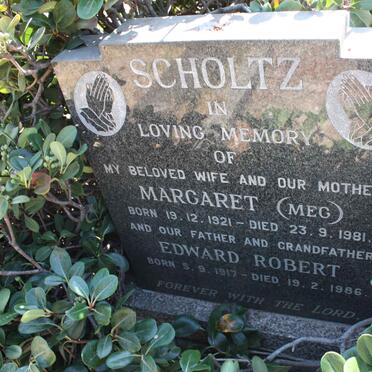 SCHOLTZ
IN
LOVING MEMORY
OF
MY BELOVED WIFE AND OUR MOTHE
MARGARET (MEG)
BORN 19.12.1921 - DIED 23.9.1981.
AND OUR FATHER AND GRANDFATHER
EDWARD ROBERT
BORN 5.9.1917 - DIED 19.2.1986
FOREVER WITH THE LORD.